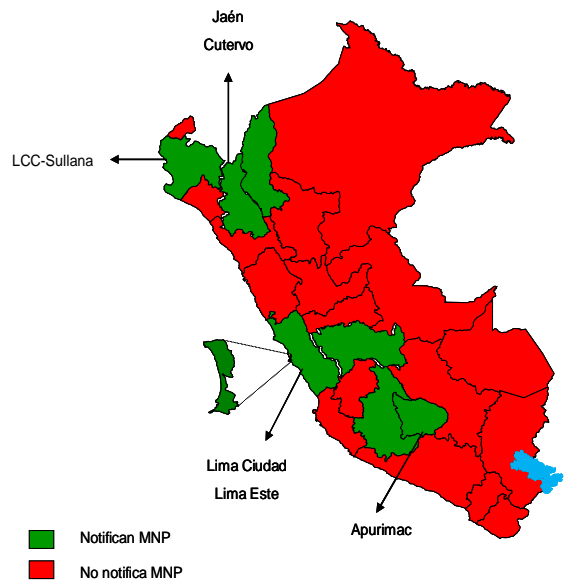 Jaén
Cutervo
LCC-Sullana
Lima Ciudad
Lima Este
Apurimac
Notifican MNP
No notifica MNP